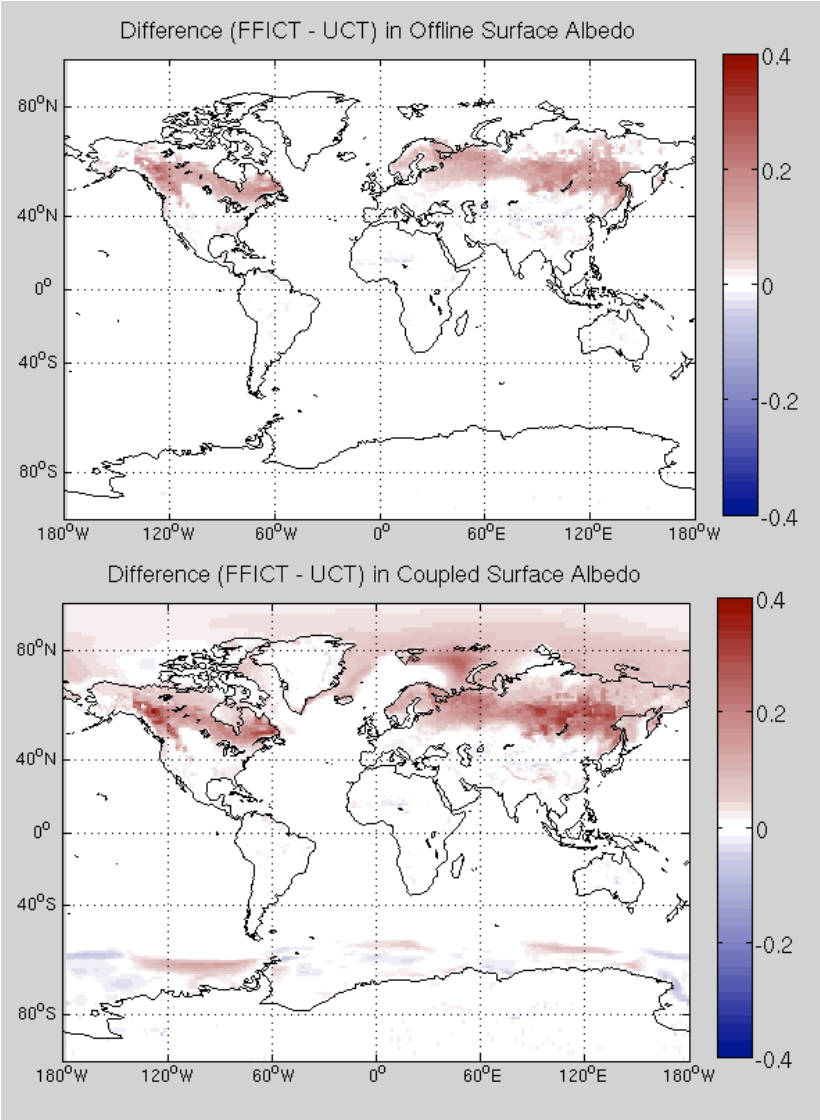 Difference (FFICT - UCT) in Offline Surface Albedo
0.4
80°N
0.2
40°N
0°
0
40°S
-0.2
80°S
-0.4
180°W 120°W 60°W 0° 60°E 120°E 180°W
Difference (FFICT - UCT) in Coupled Surface Albedo
0.4
80°N
0.2
40°N
0°
0
40°S
-0.2
80°S
-0.4
180°W 120°W 60°W 0° 60°E 120°E 180°W